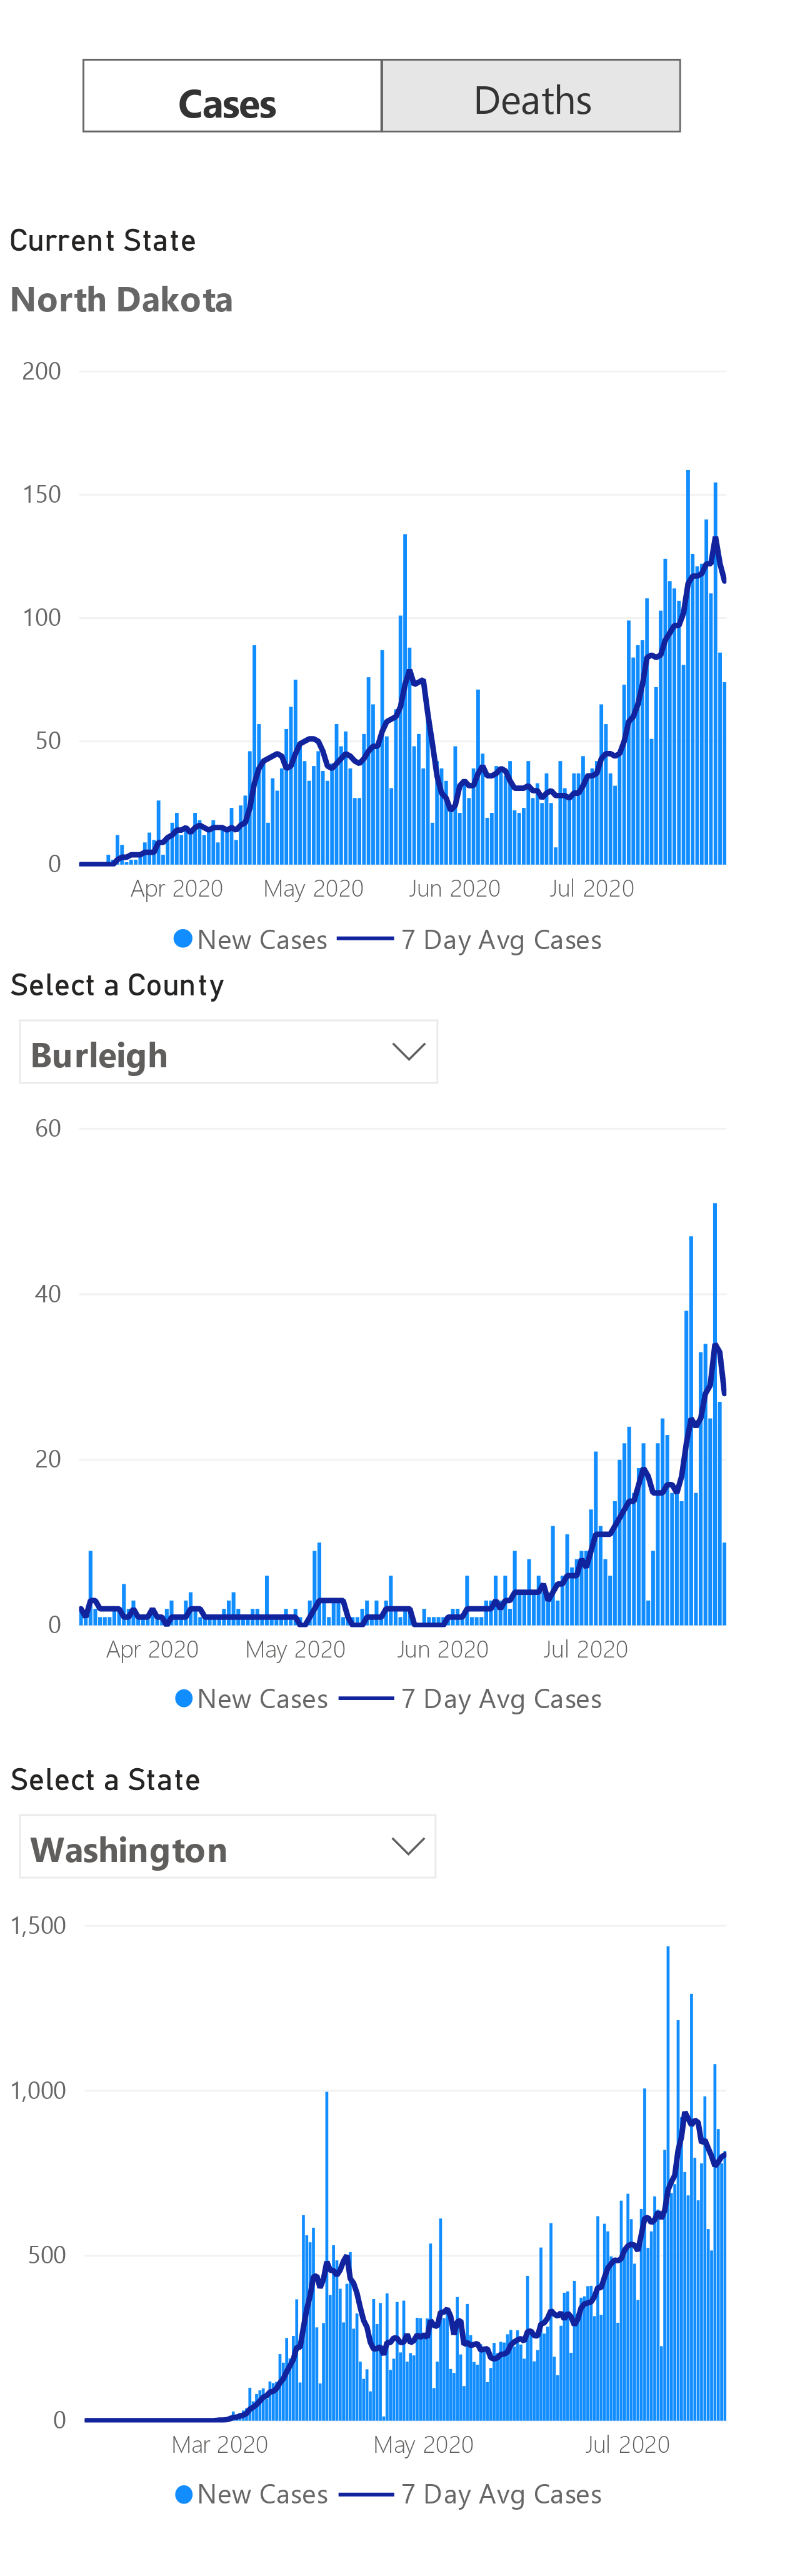 Cases Deaths
Current State
North Dakota
200
150
100
50
0
Apr 2020 May 2020 Jun 2020 Jul 2020
New Cases 7 Day Avg Cases
Select a County
Burleigh
60
40
20
0
Apr 2020 May 2020 Jun 2020 Jul 2020
New Cases 7 Day Avg Cases
Select a State
Washington
1,500
1,000
500
0
Mar 2020 May 2020 Jul 2020
New Cases 7 Day Avg Cases